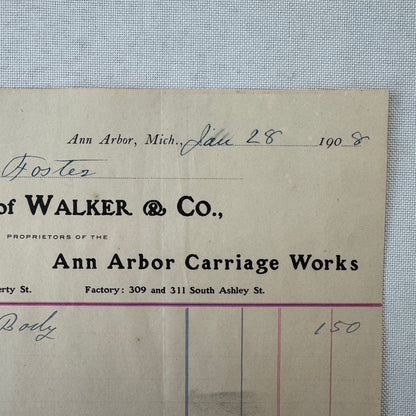 Ann Arbor, Mich., Jan 28 1908
Foster
of WALKER & CO.,
PROPRIETORS OF THE
Ann Arbor Carriage Works
erty St. Factory: 309 and 311 South Ashley St.
Body 150